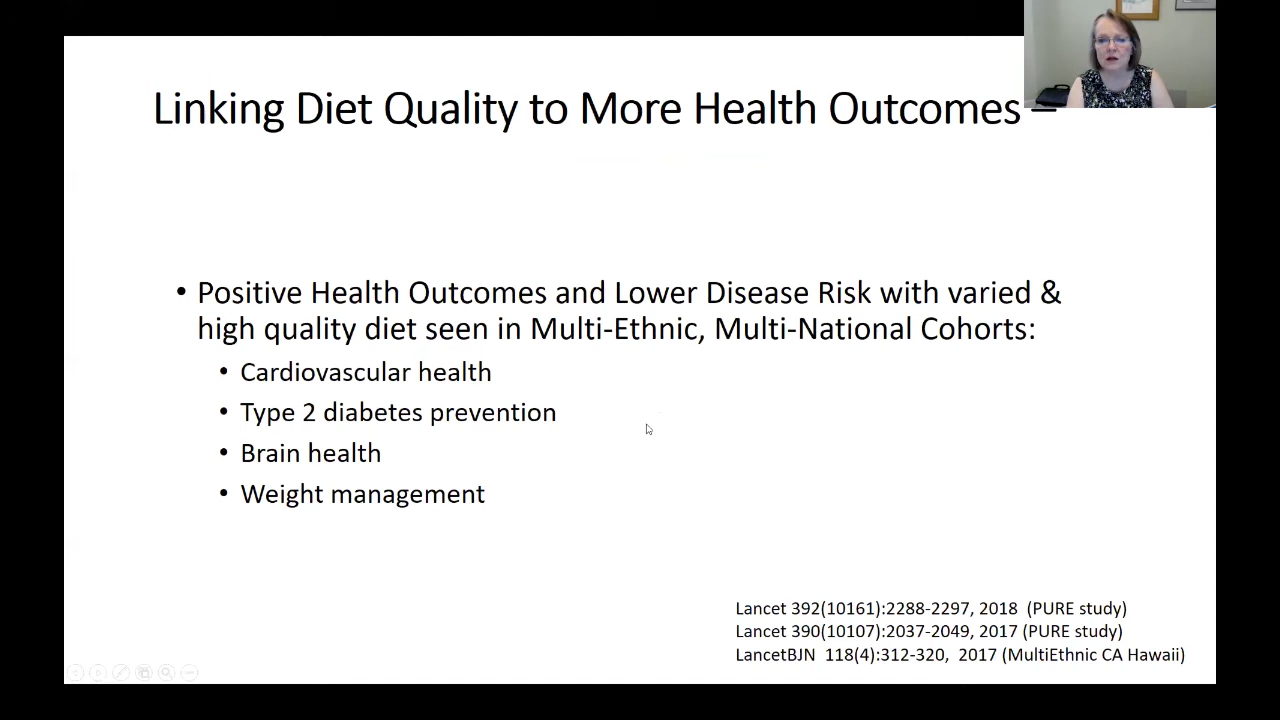 Linking Diet Quality to More Health Outcomes –
• Positive Health Outcomes and Lower Disease Risk with varied &
high quality diet seen in Multi-Ethnic, Multi-National Cohorts:
• Cardiovascular health
• Type 2 diabetes prevention
• Brain health
• Weight management
Lancet 392(10161):2288-2297, 2018 (PURE study)
Lancet 390(10107):2037-2049, 2017 (PURE study)
LancetBJN 118(4):312-320, 2017 (MultiEthnic CA Hawaii)